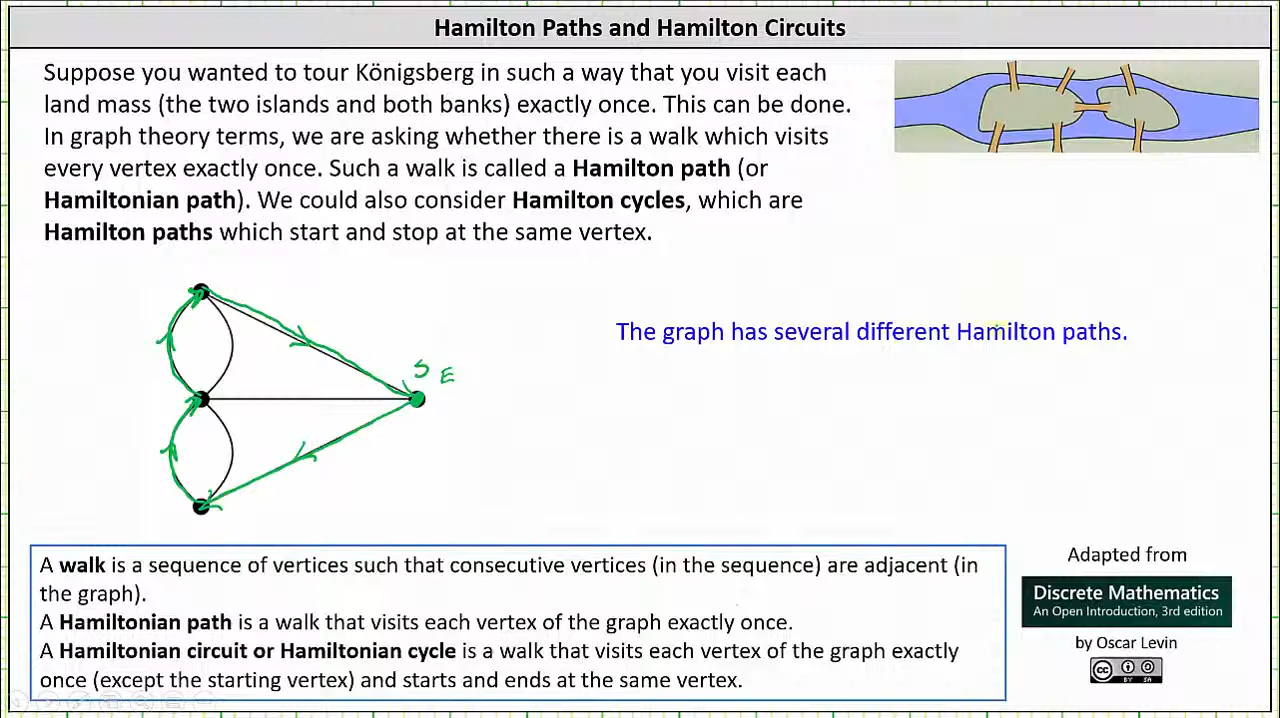 Hamilton Paths and Hamilton Circuits
Suppose you wanted to tour Königsberg in such a way that you visit each
land mass (the two islands and both banks) exactly once. This can be done.
In graph theory terms, we are asking whether there is a walk which visits
every vertex exactly once. Such a walk is called a Hamilton path (or
Hamiltonian path). We could also consider Hamilton cycles, which are
Hamilton paths which start and stop at the same vertex.
The graph has several different Hamilton paths.
S E
A walk is a sequence of vertices such that consecutive vertices (in the sequence) are adjacent (in
the graph).
A Hamiltonian path is a walk that visits each vertex of the graph exactly once.
A Hamiltonian circuit or Hamiltonian cycle is a walk that visits each vertex of the graph exactly
once (except the starting vertex) and starts and ends at the same vertex.
Adapted from
Discrete Mathematics
An Open Introduction, 3rd edition
by Oscar Levin
cc
BY SA